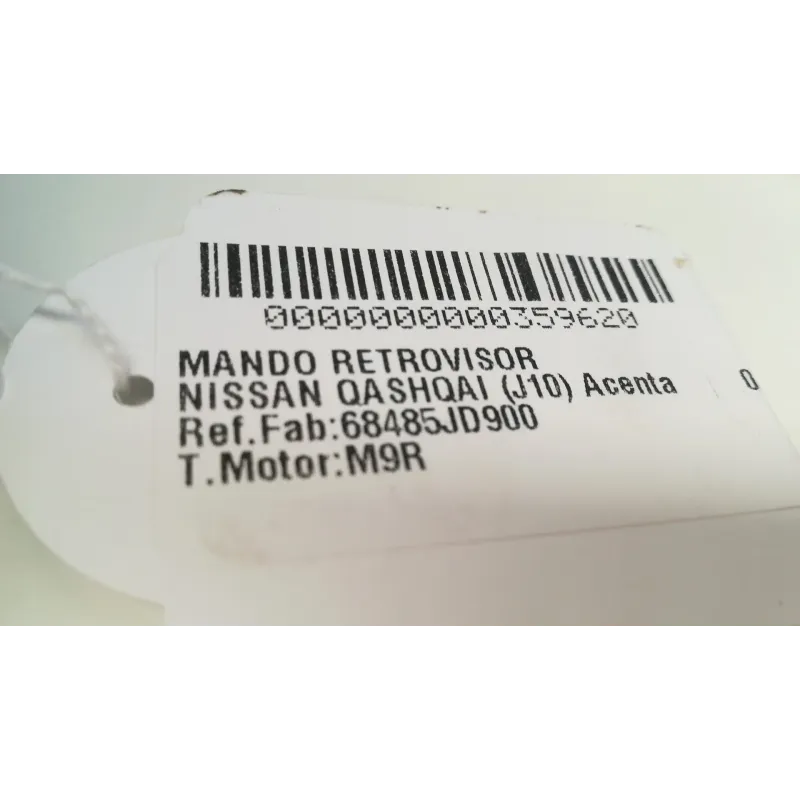 0000000000359620
MANDO RETROVISOR
NISSAN QASHQAI (J10) Acenta 0
Ref.Fab:68485JD900
T.Motor:M9R